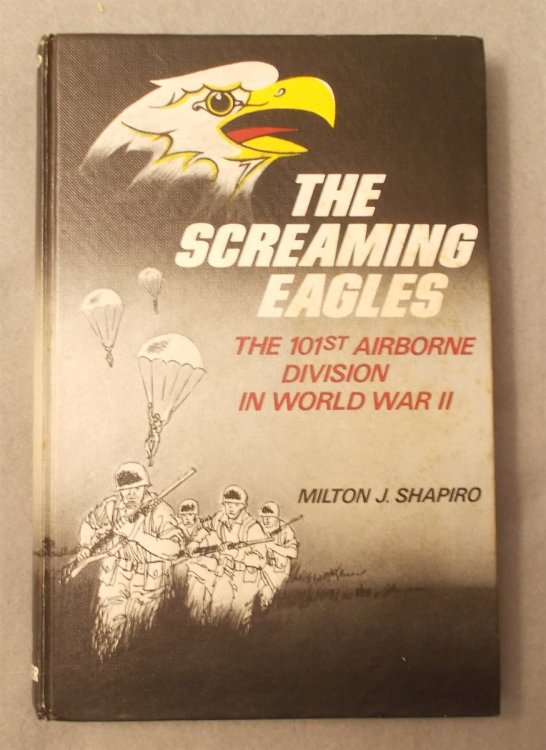 THE
SCREAMING
EAGLES
THE 101ST AIRBORNE
DIVISION
IN WORLD WAR II
MILTON J. SHAPIRO